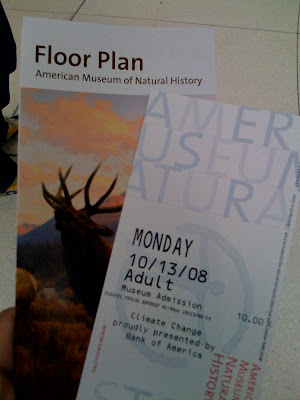 Floor Plan
American Museum of Natural History
AMER
MUSEUM
NATURA
MONDAY
10/13/08
Adult
Museum Admission
10.00
Climate Change
proudly presented by
Bank of America
AMERICAN
MUSEUM
NATURAL
HISTORY